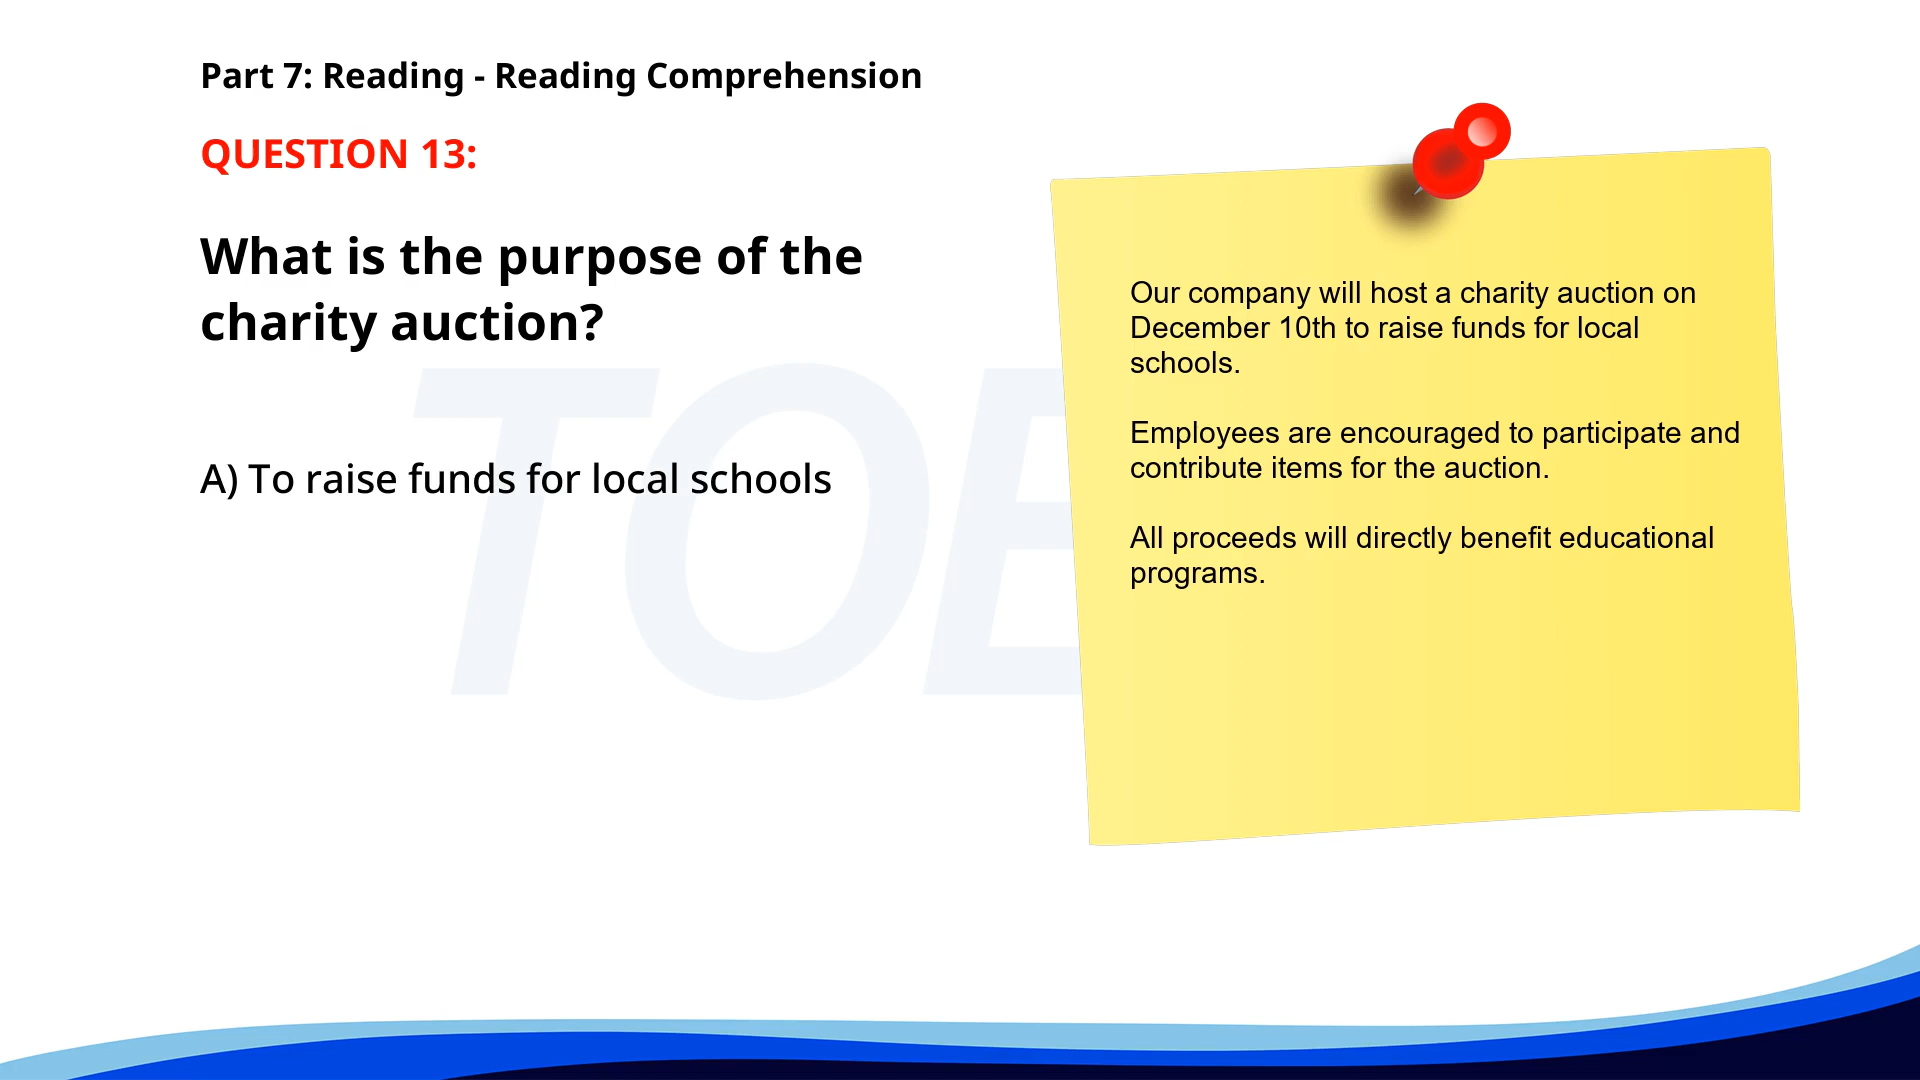 Part 7: Reading - Reading Comprehension
QUESTION 13:
What is the purpose of the
charity auction?
A) To raise funds for local schools
Our company will host a charity auction on
December 10th to raise funds for local
schools.
Employees are encouraged to participate and
contribute items for the auction.
All proceeds will directly benefit educational
programs.